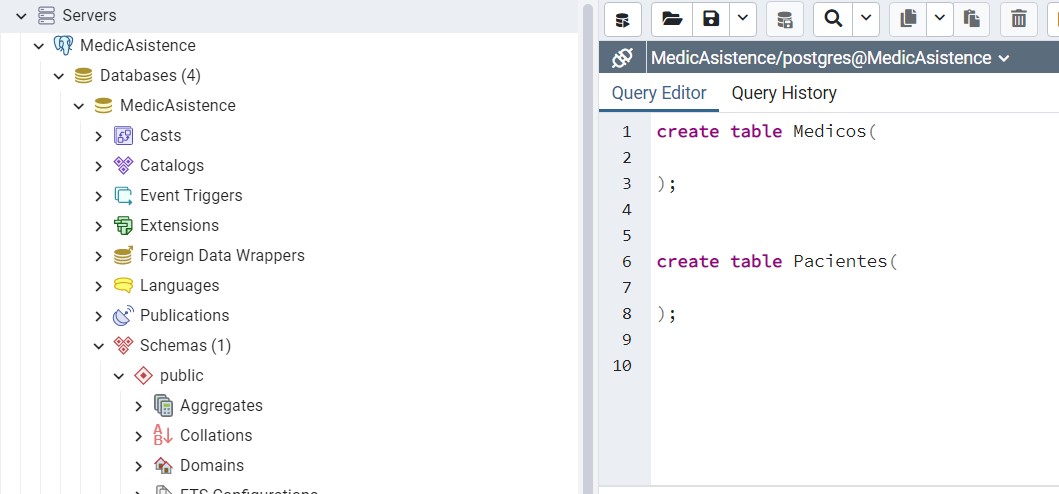 Servers
MedicAsistence
Databases (4)
MedicAsistence
Casts
Catalogs
Event Triggers
Extensions
Foreign Data Wrappers
Languages
Publications
Schemas (1)
public
Aggregates
Collations
Domains
FTS Configurations
MedicAsistence/postgres@MedicAsistence
Query Editor Query History
1 create table Medicos(
2
3 );
4
5
6 create table Pacientes(
7
8 );
9
10